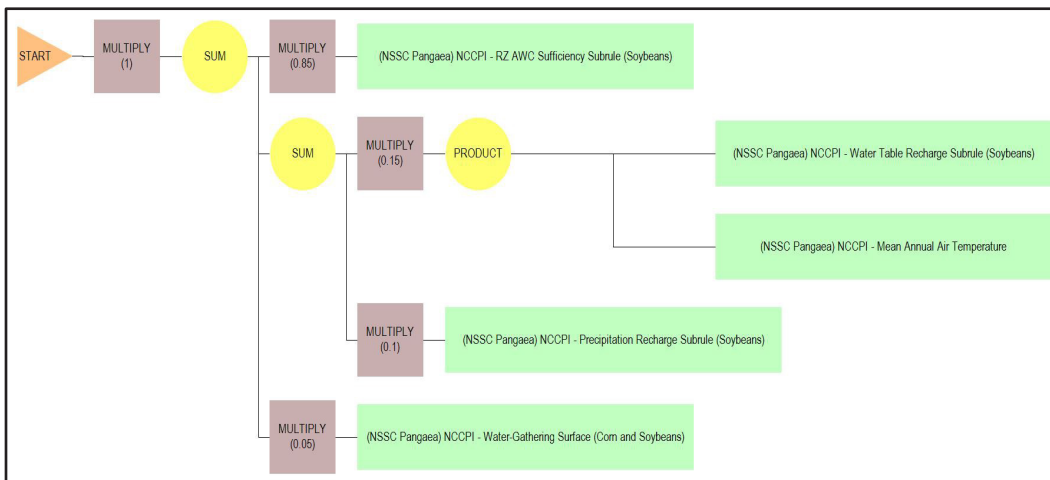 START
MULTIPLY
(1)
SUM
MULTIPLY
(0.85)
(NSSC Pangaea) NCCPI - RZ AWC Sufficiency Subrule (Soybeans)
SUM
MULTIPLY
(0.15)
PRODUCT
(NSSC Pangaea) NCCPI - Water Table Recharge Subrule (Soybeans)
(NSSC Pangaea) NCCPI - Mean Annual Air Temperature
MULTIPLY
(0.1)
(NSSC Pangaea) NCCPI - Precipitation Recharge Subrule (Soybeans)
MULTIPLY
(0.05)
(NSSC Pangaea) NCCPI - Water-Gathering Surface (Corn and Soybeans)